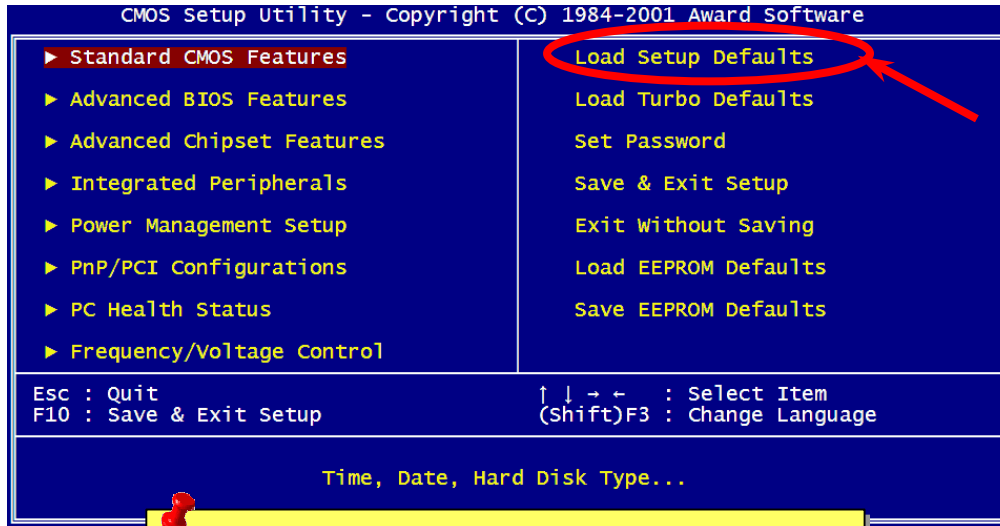 CMOS Setup Utility - Copyright (C) 1984-2001 Award Software
▶ Standard CMOS Features
▶ Advanced BIOS Features
▶ Advanced Chipset Features
▶ Integrated Peripherals
▶ Power Management Setup
▶ PnP/PCI Configurations
▶ PC Health Status
▶ Frequency/Voltage Control
Load Setup Defaults
Load Turbo Defaults
Set Password
Save & Exit Setup
Exit Without Saving
Load EEPROM Defaults
Save EEPROM Defaults
Esc : Quit
F10 : Save & Exit Setup
↑ ↓ → ← : Select Item
(Shift)F3 : Change Language
Time, Date, Hard Disk Type...